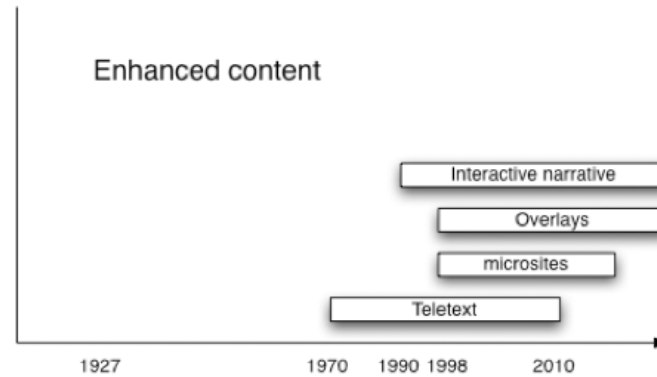 Enhanced content
Interactive narrative
Overlays
microsites
Teletext
1927 1970 1990 1998 2010